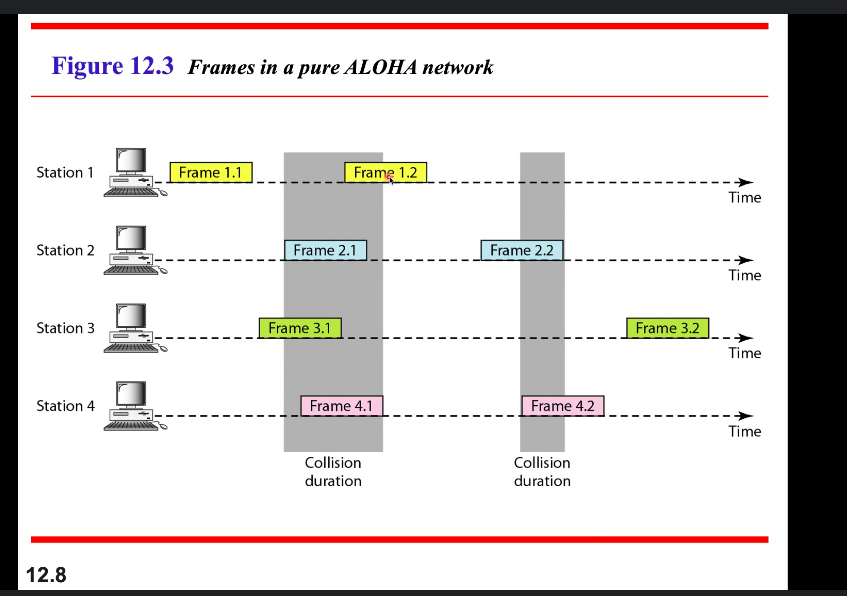 Figure 12.3 Frames in a pure ALOHA network
Station 1
Frame 1.1
Frame 1.2
Time
Station 2
Frame 2.1
Frame 2.2
Time
Station 3
Frame 3.1
Frame 3.2
Time
Station 4
Frame 4.1
Frame 4.2
Time
Collision
duration
Collision
duration
12.8